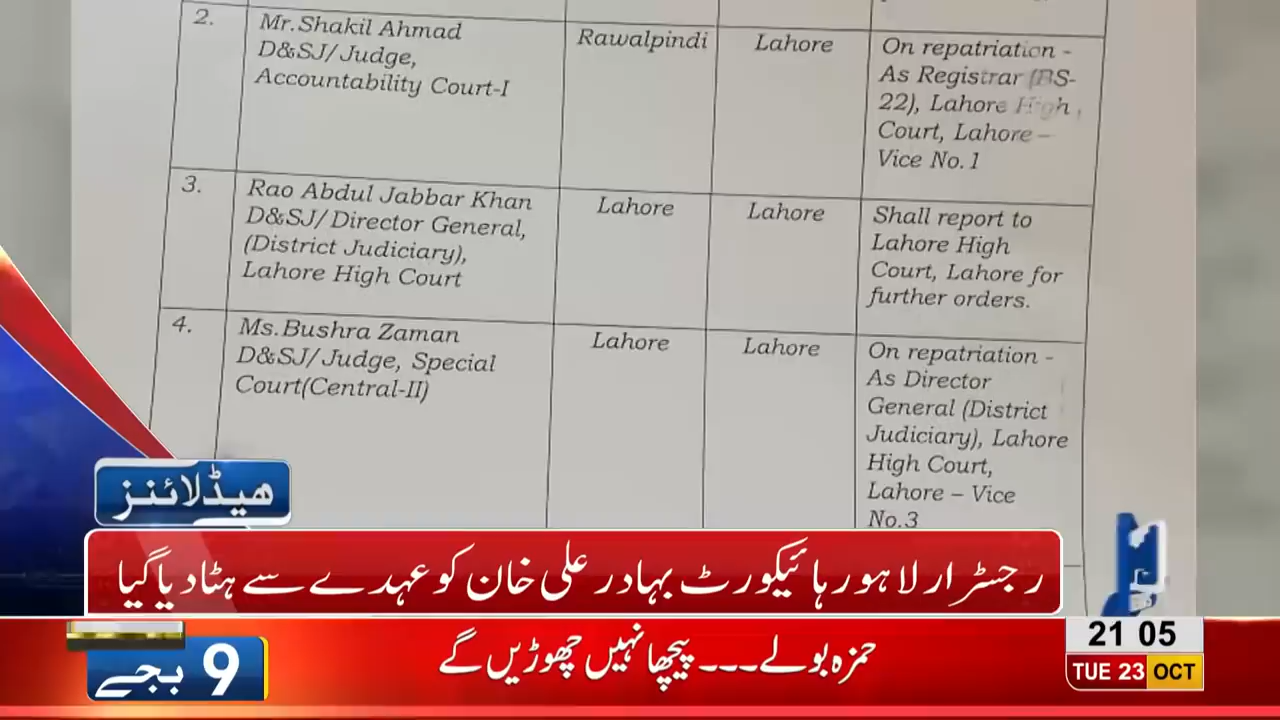 2.
Mr.Shakil Ahmad
D&SJ/Judge,
Accountability Court-I
Rawalpindi
Lahore
On repatriation -
As Registrar (BS-
22), Lahore High
Court, Lahore –
Vice No.1
3.
Rao Abdul Jabbar Khan
D&SJ/Director General,
(District Judiciary),
Lahore High Court
Lahore
Lahore
Shall report to
Lahore High
Court, Lahore for
further orders.
4.
Ms.Bushra Zaman
D&SJ/Judge, Special
Court(Central-II)
Lahore
Lahore
On repatriation -
As Director
General (District
Judiciary), Lahore
High Court,
Lahore – Vice
No.3
ھیڈلائنز
رجسٹرار لاہور ہائیکورٹ بہادر علی خان کو عہدے سے ہٹا دیا گیا
حمزہ بولے۔۔۔ پیچھا نہیں چھوڑیں گے
9 بجے
21 05
TUE 23 OCT